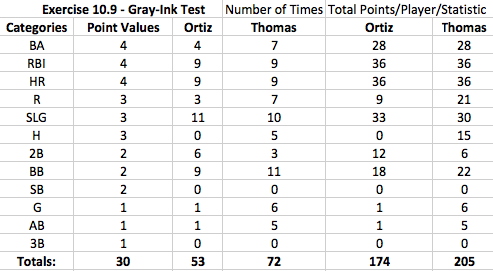 Exercise 10.9 - Gray-Ink Test Number of Times Total Points/Player/Statistic
Categories Point Values Ortiz Thomas Ortiz Thomas
BA 4 4 7 28 28
RBI 4 9 9 36 36
HR 4 9 9 36 36
R 3 3 7 9 21
SLG 3 11 10 33 30
H 3 0 5 0 15
2B 2 6 3 12 6
BB 2 9 11 18 22
SB 2 0 0 0 0
G 1 1 6 1 6
AB 1 1 5 1 5
3B 1 0 0 0 0
Totals: 30 53 72 174 205